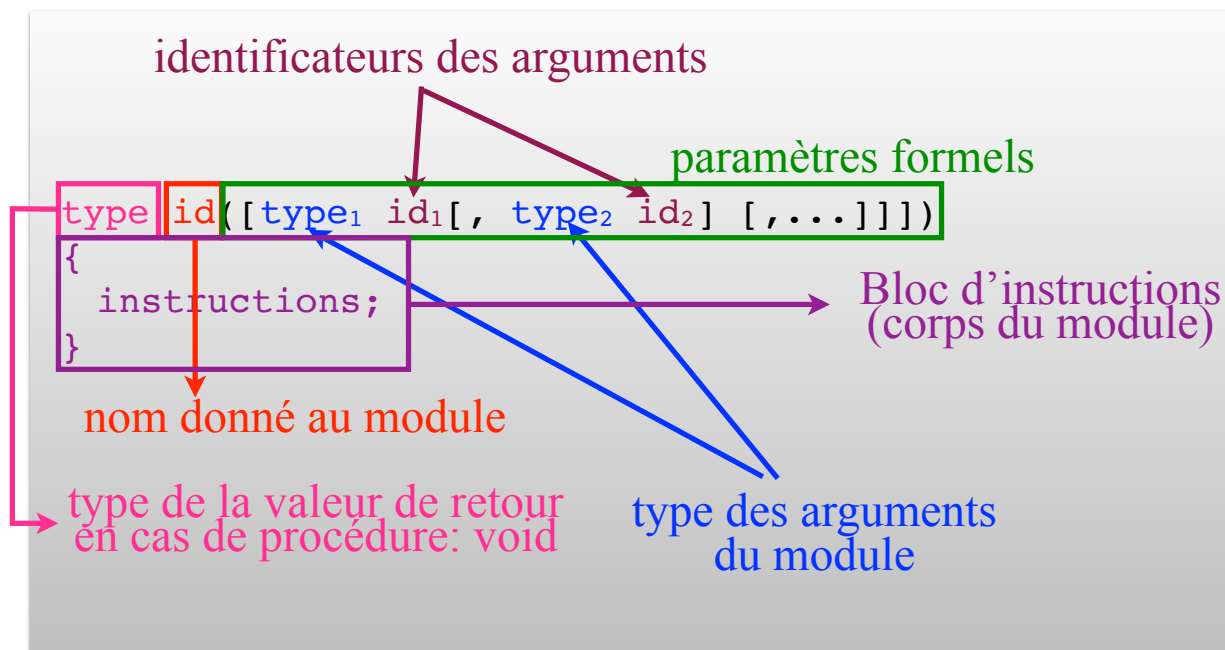 identificateurs des arguments
paramètres formels
type id([type₁ id₁[, type₂ id₂] [,...]]])
{
instructions;
}
Bloc d’instructions
(corps du module)
nom donné au module
type de la valeur de retour
en cas de procédure: void
type des arguments
du module